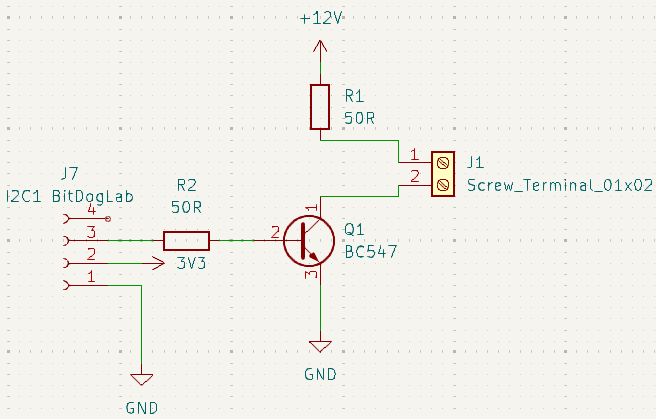 +12V
R1
50R
1
J1
2
Screw_Terminal_01x02
J7
I2C1 BitDogLab
R2
50R
4
3
2
1
2
1
3
Q1
BC547
3V3
GND
GND